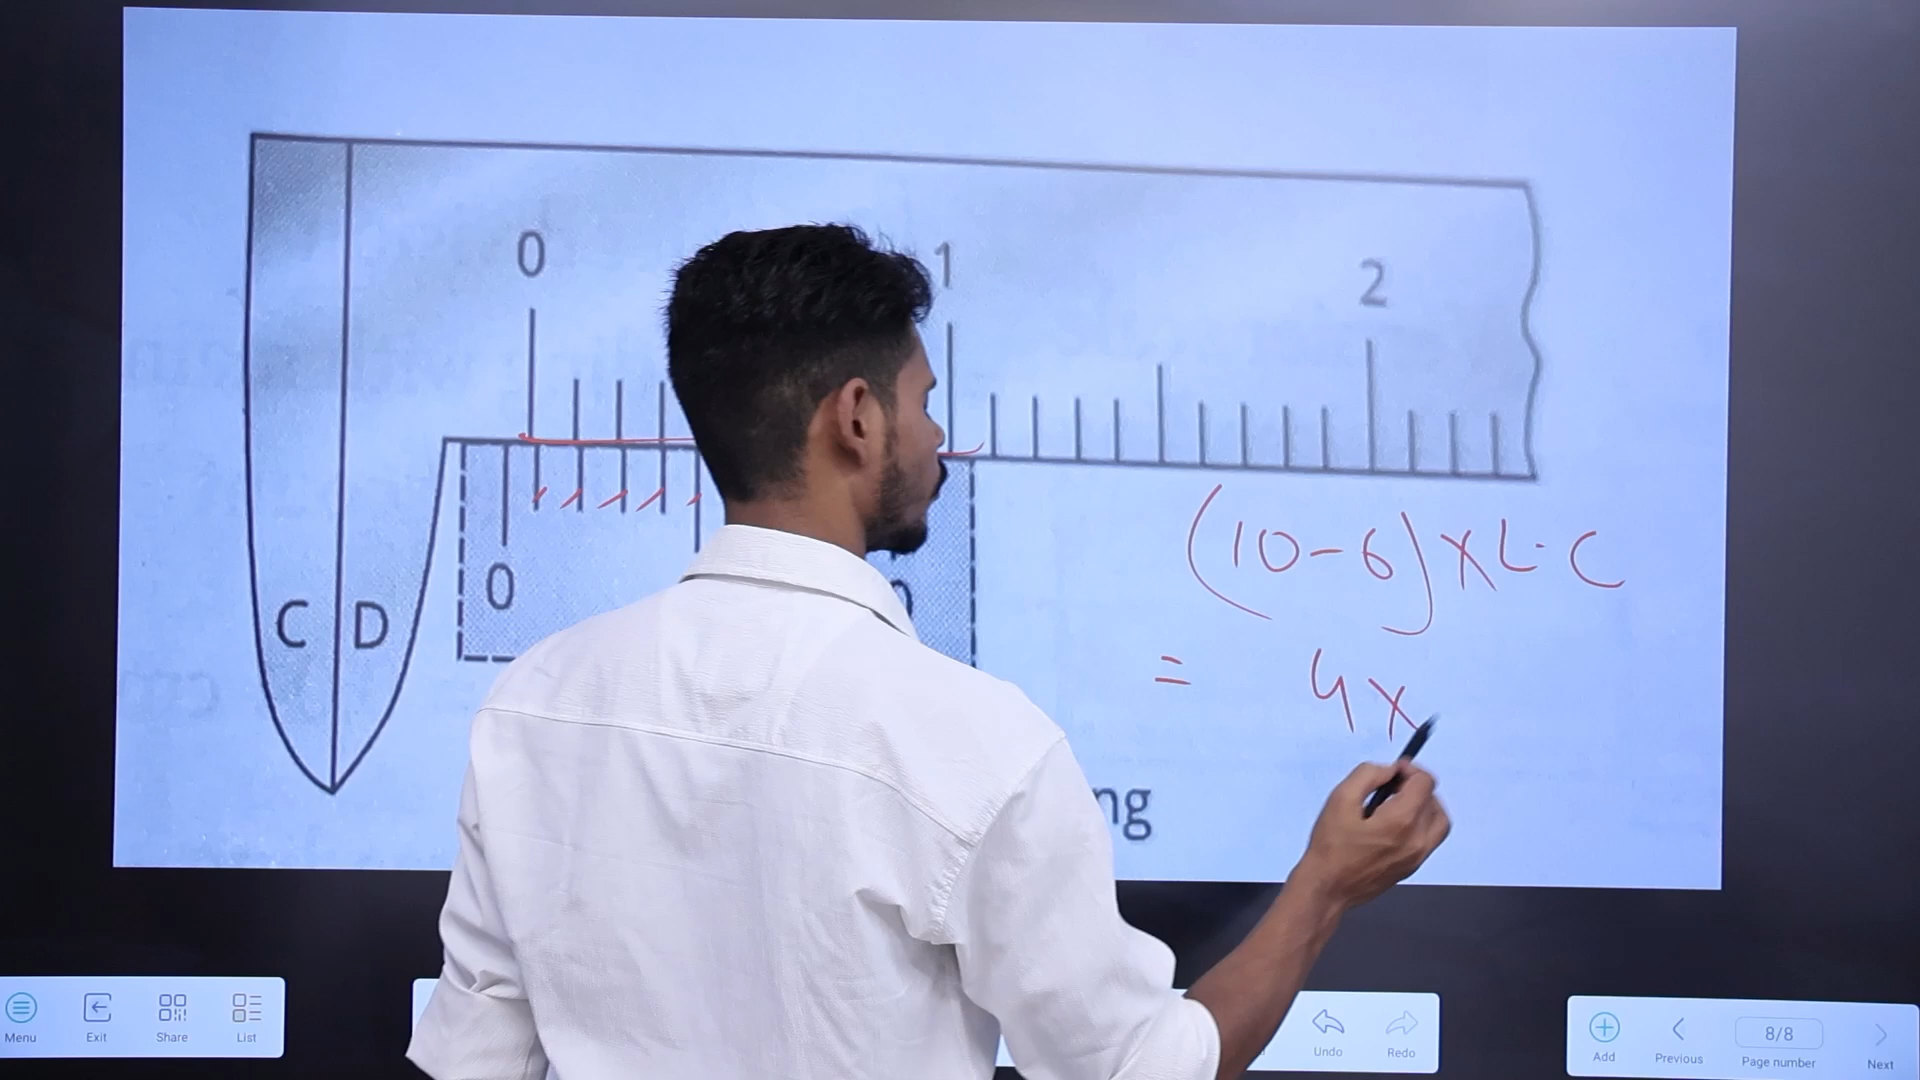 0 1 2
0
C D
(10-6) x L.C
= 4 x
ng
Menu Exit Share List
Undo Redo
Add Previous 8/8 Page number Next